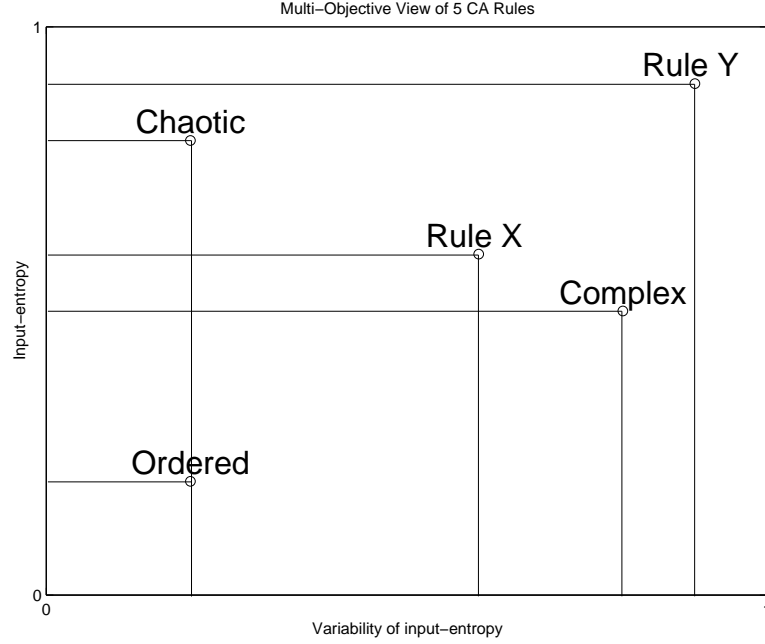 Multi−Objective View of 5 CA Rules
1
Rule Y
Chaotic
Rule X
Complex
Input−entropy
Ordered
0
0
1
Variability of input−entropy